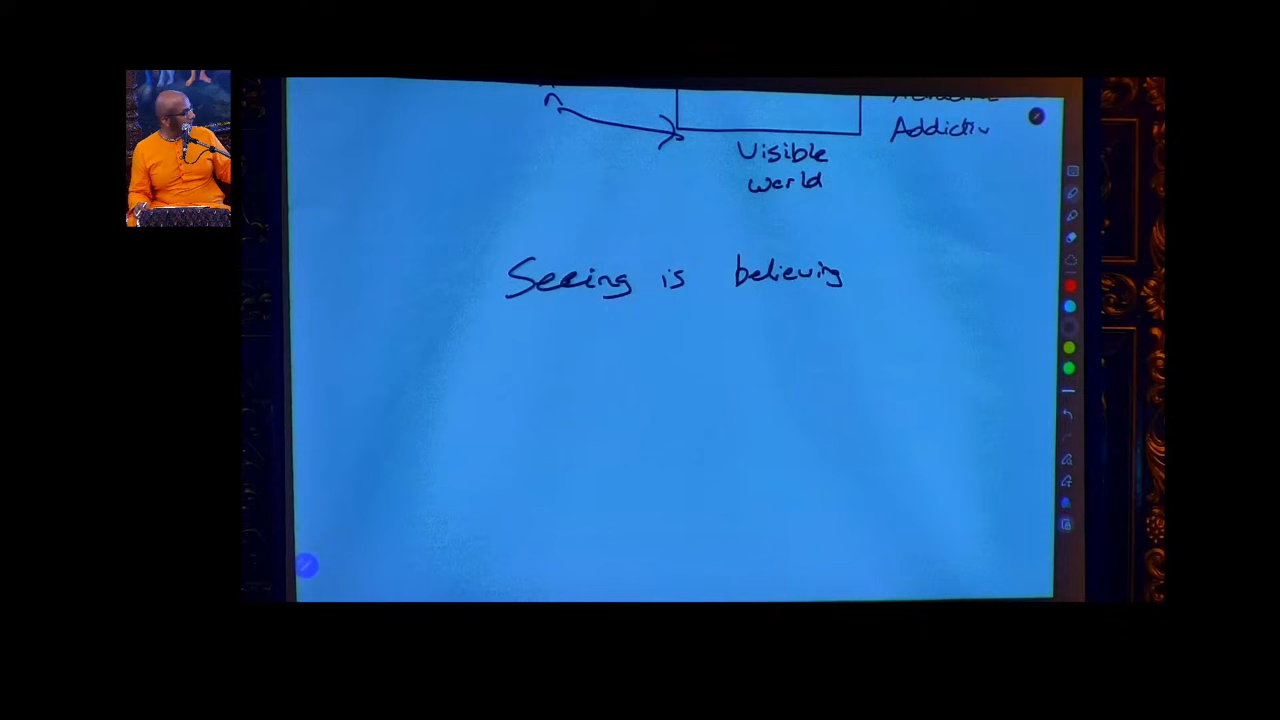 Addictiv
Visible
world
Seeing is believing